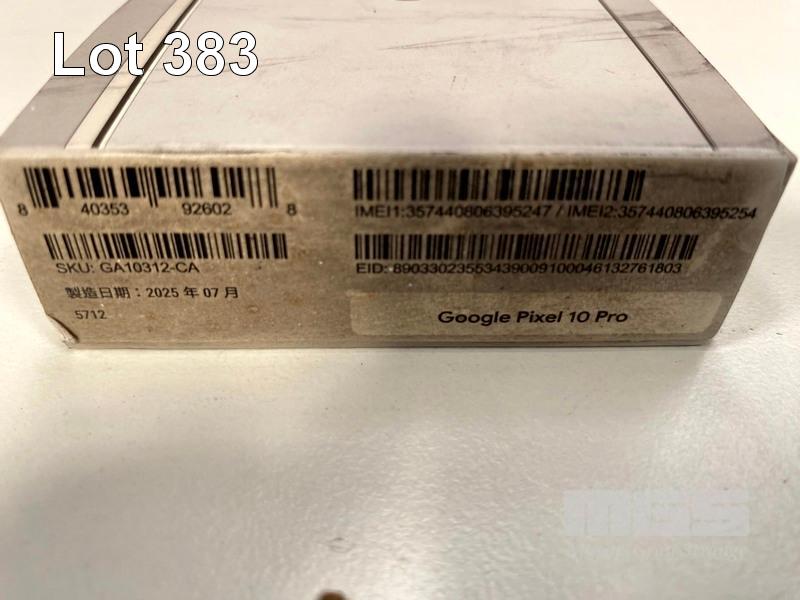 Lot 383
8 40353 92602 8
SKU: GA10312-CA
製造日期：2025 年 07 月
5712
IMEI1:357440806395247 / IMEI2:357440806395254
EID: 89033023553439009100046132761803
Google Pixel 10 Pro
MGS